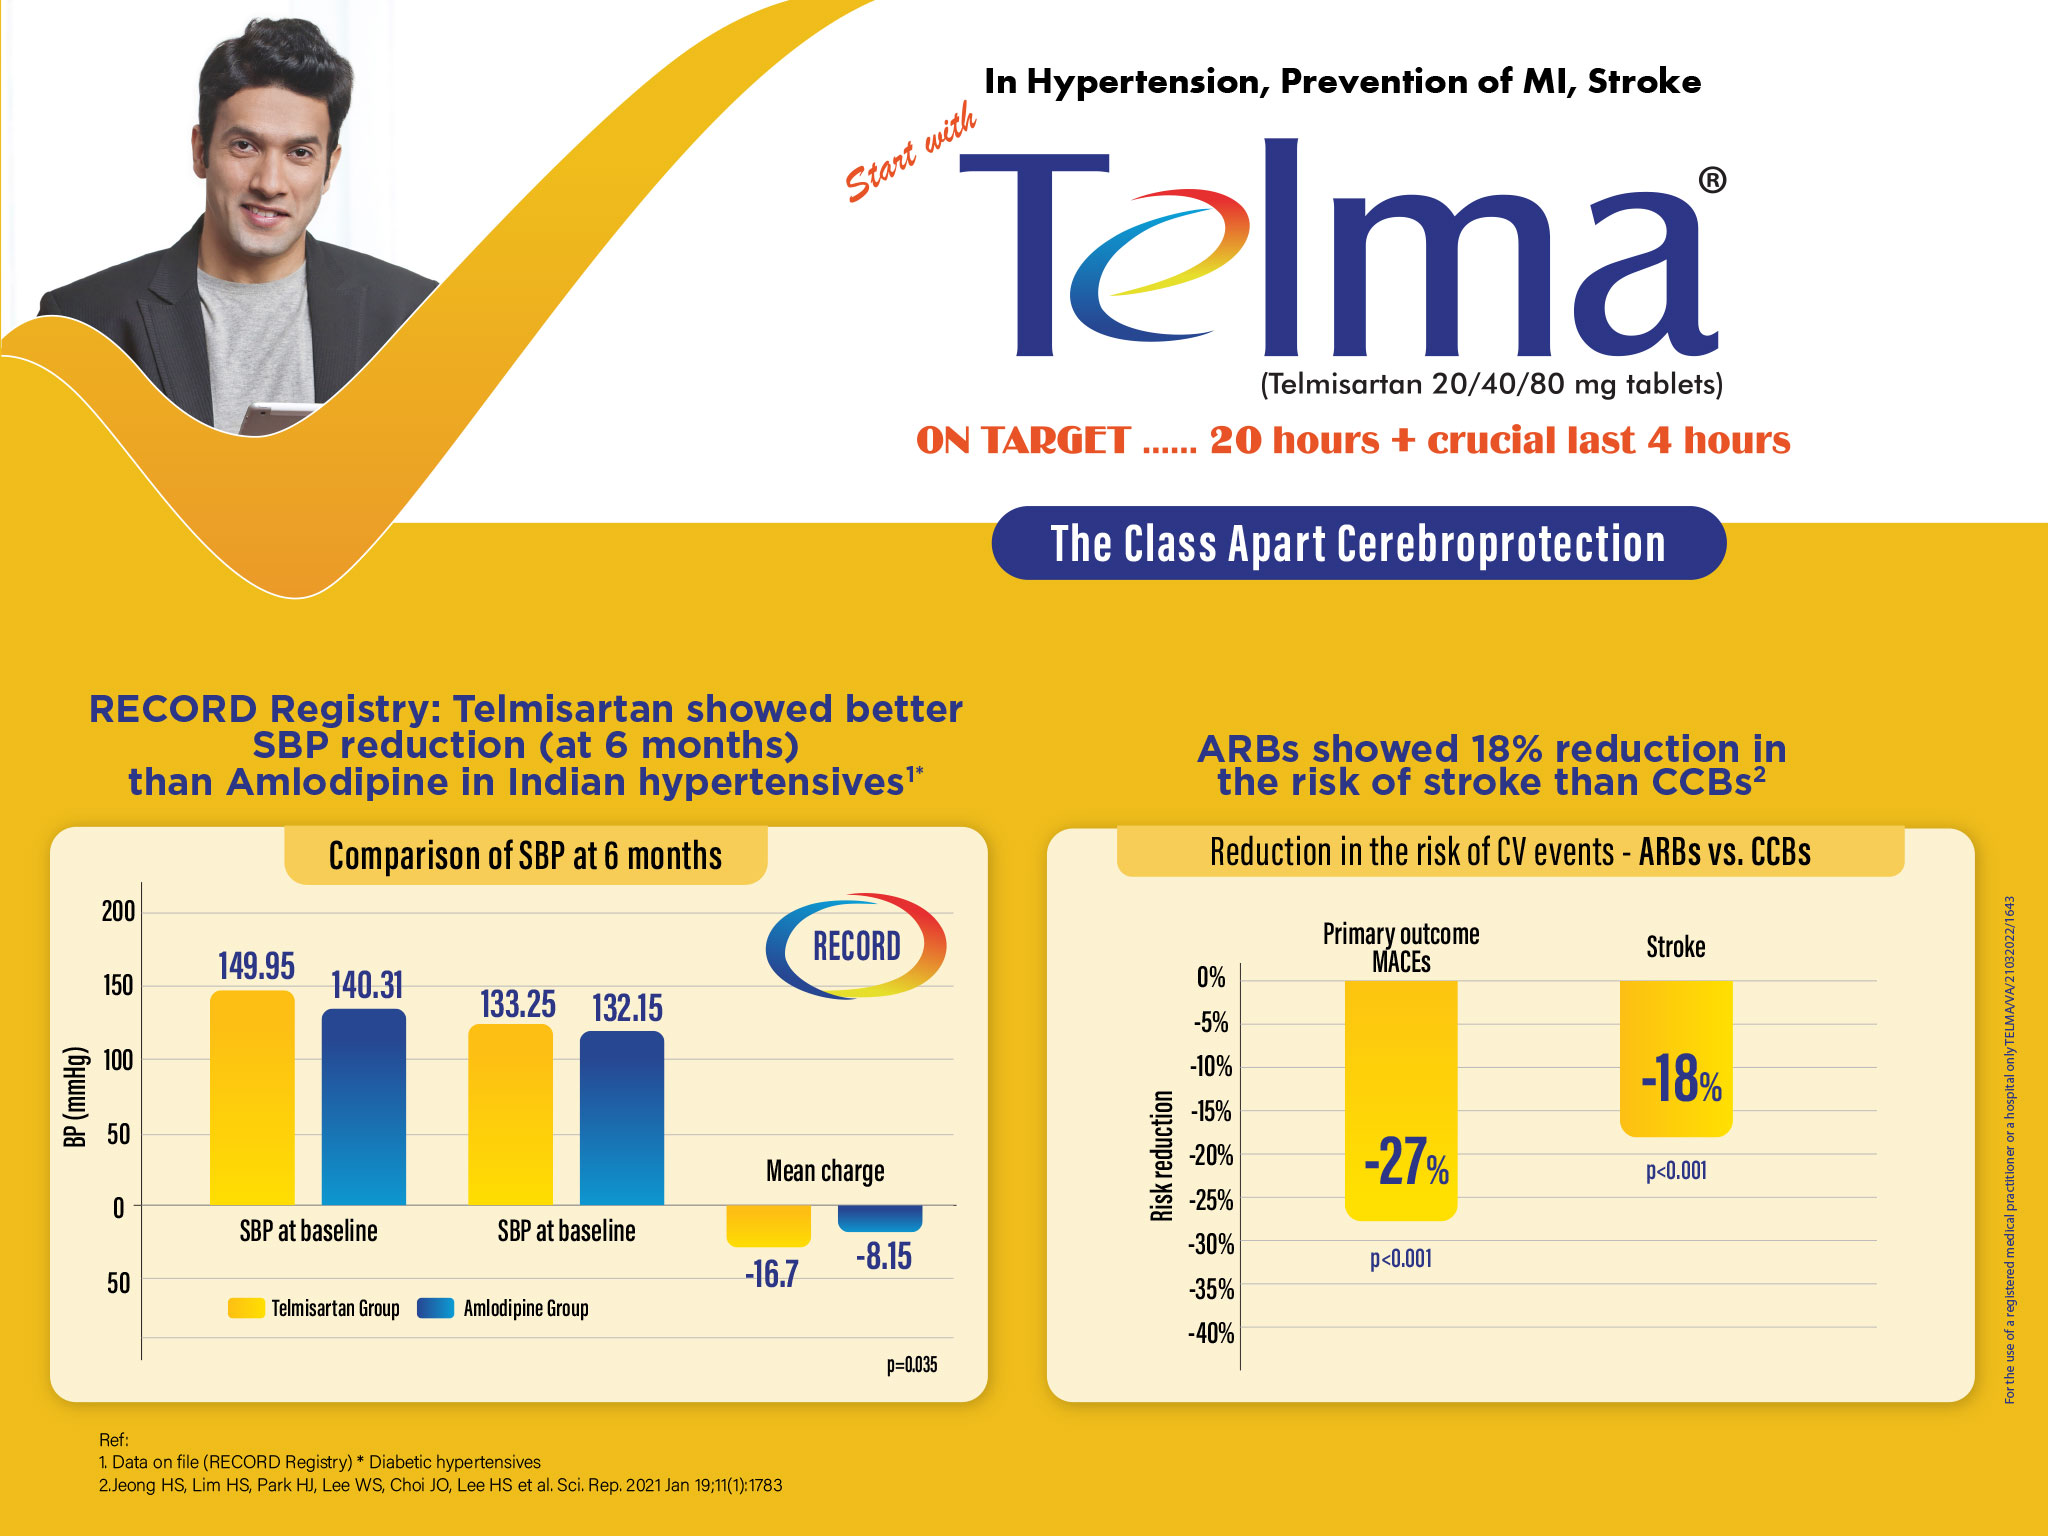 In Hypertension, Prevention of MI, Stroke
Start with
Telma®
(Telmisartan 20/40/80 mg tablets)
ON TARGET ...... 20 hours + crucial last 4 hours
The Class Apart Cerebroprotection
RECORD Registry: Telmisartan showed better
SBP reduction (at 6 months)
than Amlodipine in Indian hypertensives¹*
Comparison of SBP at 6 months
RECORD
BP (mmHg)
200
150
100
50
0
50
149.95
140.31
133.25
132.15
Mean charge
SBP at baseline
SBP at baseline
-16.7
-8.15
Telmisartan Group
Amlodipine Group
p=0.035
ARBs showed 18% reduction in
the risk of stroke than CCBs²
Reduction in the risk of CV events - ARBs vs. CCBs
Primary outcome
MACEs
Stroke
Risk reduction
0%
-5%
-10%
-15%
-20%
-25%
-30%
-35%
-40%
-27%
p<0.001
-18%
p<0.001
For the use of a registered medical practitioner or a hospital only TELMA/VA/21032022/1643
Ref:
1. Data on file (RECORD Registry) * Diabetic hypertensives
2.Jeong HS, Lim HS, Park HJ, Lee WS, Choi JO, Lee HS et al. Sci. Rep. 2021 Jan 19;11(1):1783